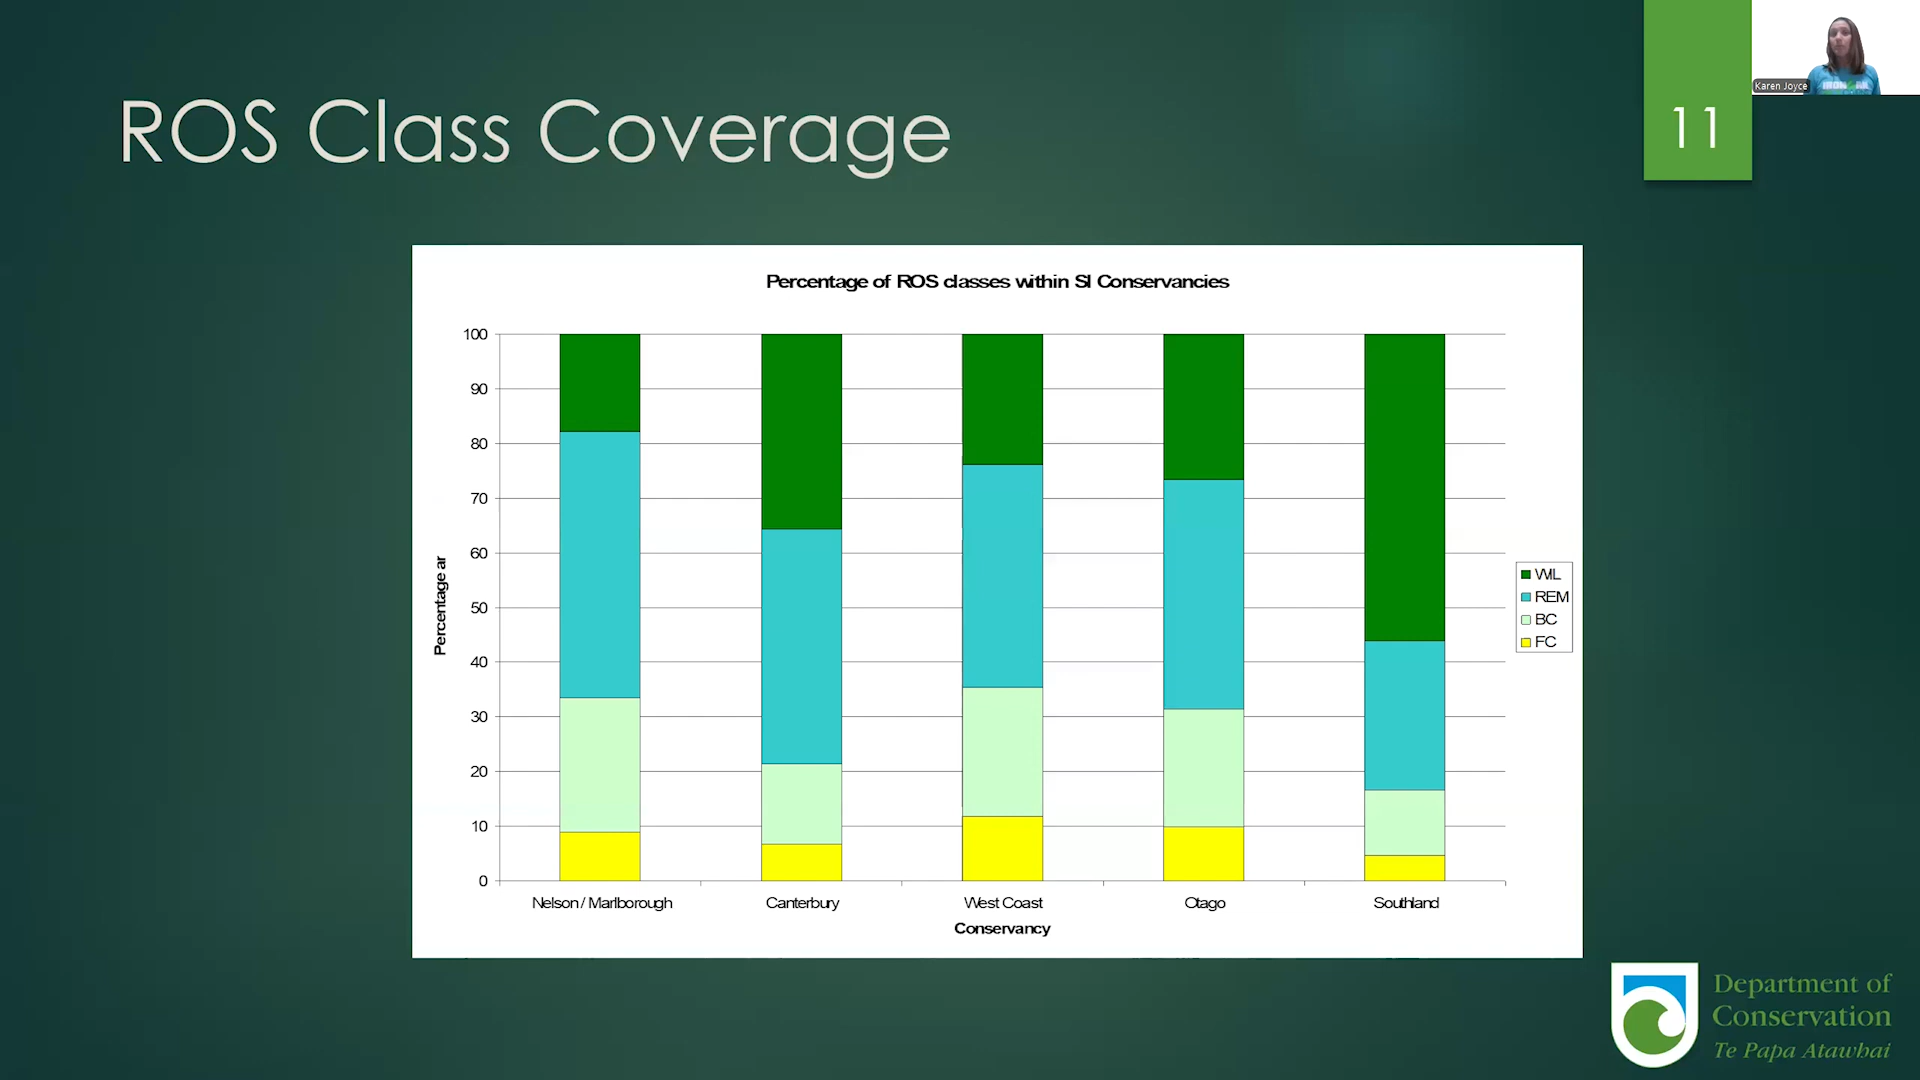 ROS Class Coverage
11
Karen Joyce
IRONMAN
Percentage of ROS classes within SI Conservancies
100
90
80
70
60
50
40
30
20
10
0
Percentage ar
Nelson / Marlborough
Canterbury
West Coast
Otago
Southland
Conservancy
WIL
REM
BC
FC
Department of
Conservation
Te Papa Atawhai